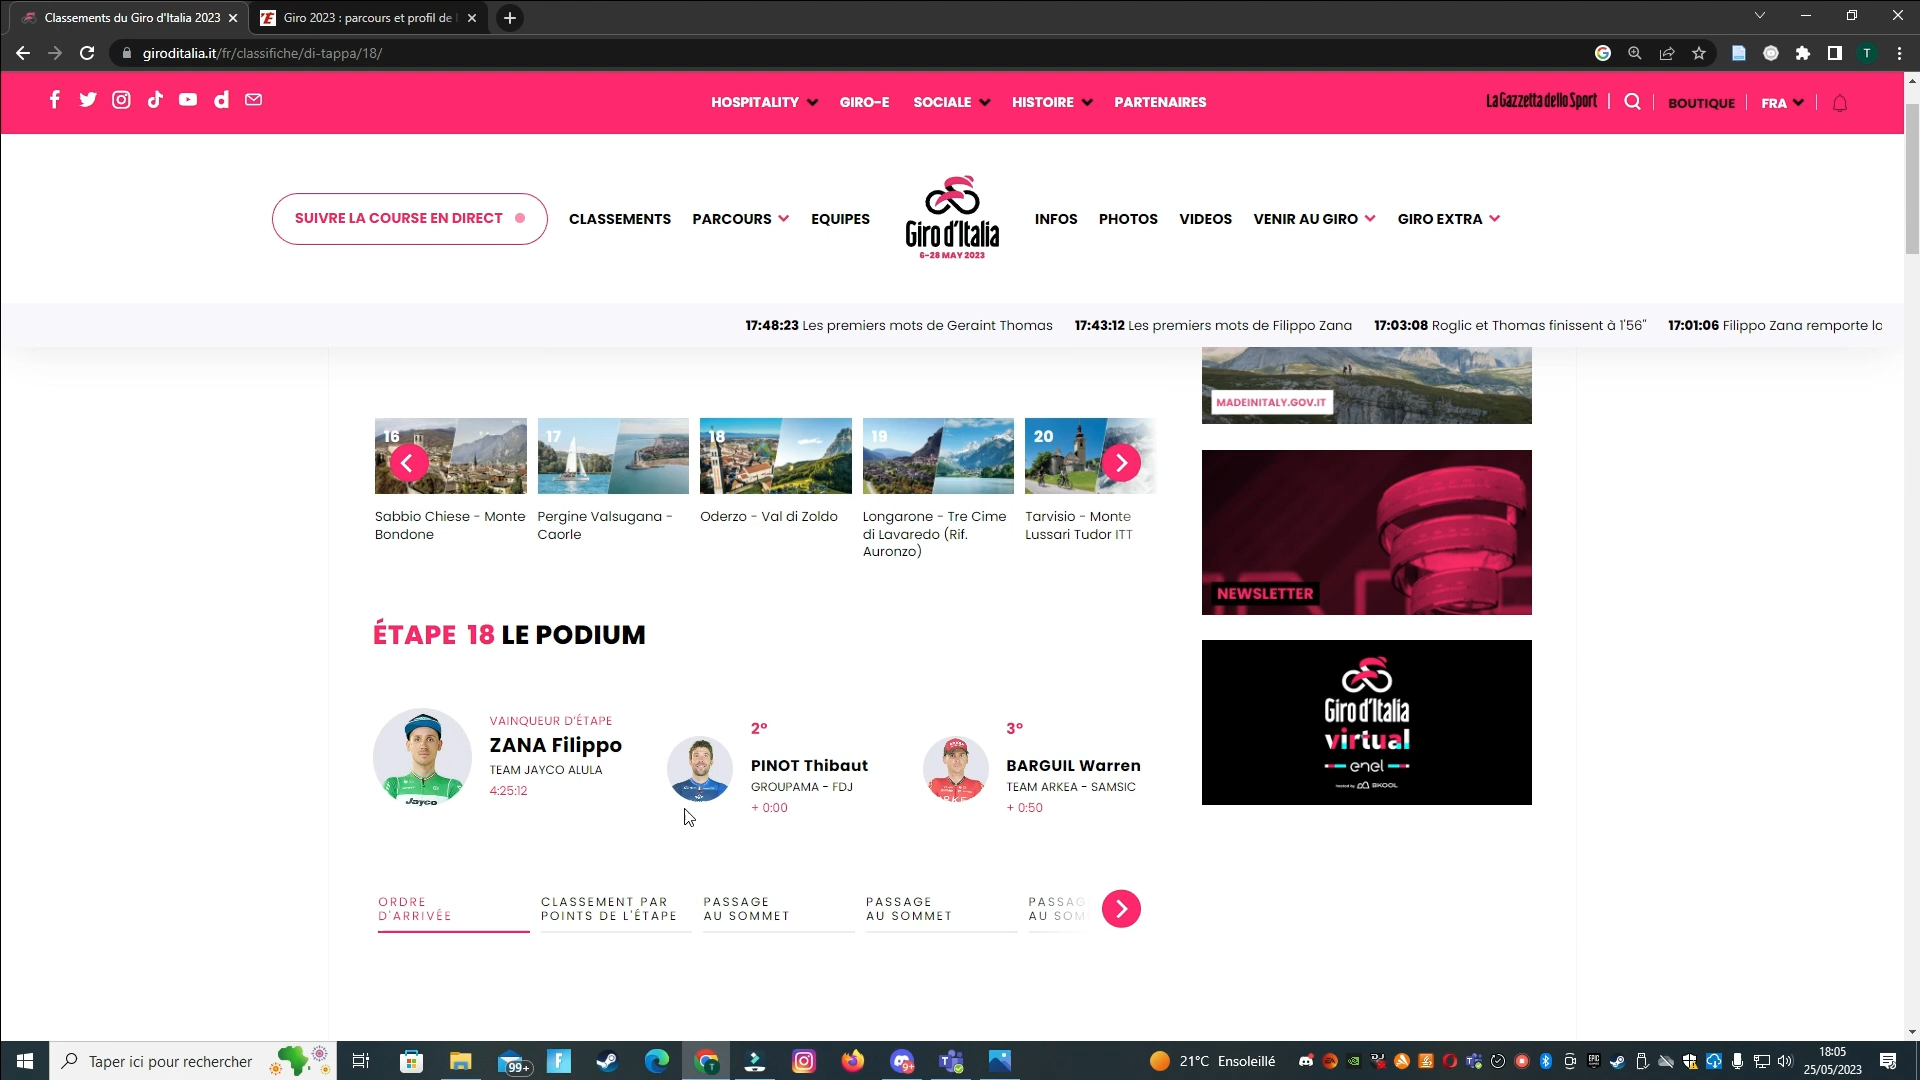 Classements du Giro d'Italia 2023
Giro 2023 : parcours et profil de
giroditalia.it/fr/classifiche/di-tappa/18/
T
HOSPITALITY
GIRO-E
SOCIALE
HISTOIRE
PARTENAIRES
La Gazzetta dello Sport
BOUTIQUE
FRA
SUIVRE LA COURSE EN DIRECT
CLASSEMENTS
PARCOURS
EQUIPES
Giro d'Italia
6-28 MAY 2023
INFOS
PHOTOS
VIDEOS
VENIR AU GIRO
GIRO EXTRA
17:48:23 Les premiers mots de Geraint Thomas
17:43:12 Les premiers mots de Filippo Zana
17:03:08 Roglic et Thomas finissent à 1'56"
17:01:06 Filippo Zana remporte la
MADEINITALY.GOV.IT
16
17
18
19
20
Sabbio Chiese - Monte
Bondone
Pergine Valsugana -
Caorle
Oderzo - Val di Zoldo
Longarone - Tre Cime
di Lavaredo (Rif.
Auronzo)
Tarvisio - Monte
Lussari Tudor ITT
NEWSLETTER
ÉTAPE 18 LE PODIUM
VAINQUEUR D'ÉTAPE
ZANA Filippo
TEAM JAYCO ALULA
4:25:12
Jayco
2°
PINOT Thibaut
GROUPAMA - FDJ
+ 0:00
3°
BARGUIL Warren
TEAM ARKEA - SAMSIC
+ 0:50
Giro d'Italia
virtual
enel
hosted by BKOOL
ORDRE
D'ARRIVÉE
CLASSEMENT PAR
POINTS DE L'ÉTAPE
PASSAGE
AU SOMMET
PASSAGE
AU SOMMET
PASSAG
AU SOM
Taper ici pour rechercher
99+
21°C Ensoleillé
18:05
25/05/2023